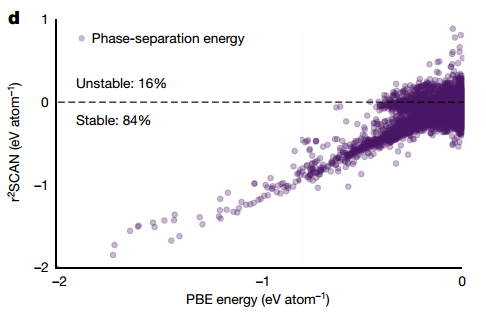 d
1
Phase-separation energy
Unstable: 16%
0
Stable: 84%
r²SCAN (eV atom⁻¹)
−1
−2
−2 −1 0
PBE energy (eV atom⁻¹)